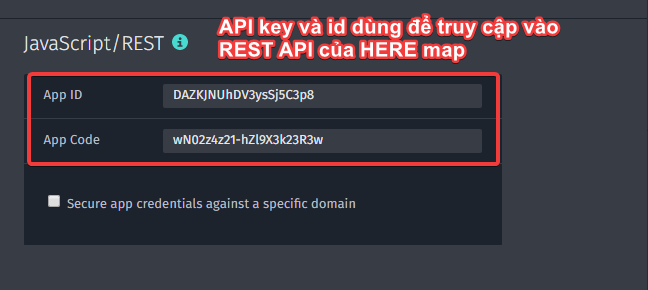 JavaScript/REST
API key và id dùng để truy cập vào
REST API của HERE map
App ID DAZKJNUhDV3ysSj5C3p8
App Code wN02z4z21-hZl9X3k23R3w
Secure app credentials against a specific domain